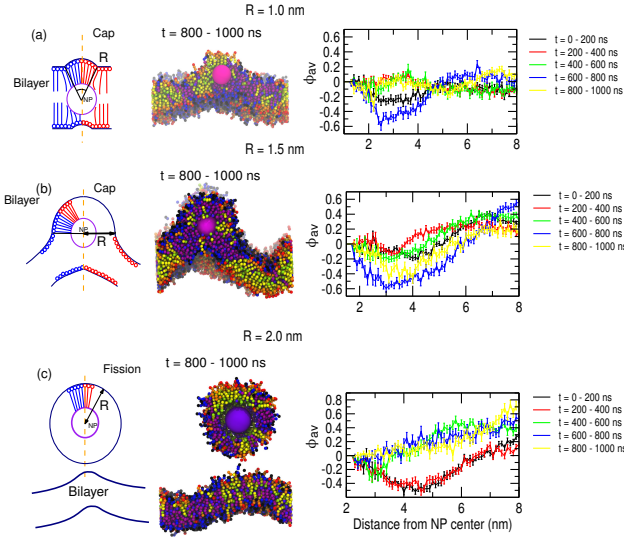 R = 1.0 nm
(a)
Cap
t = 800 - 1000 ns
R
Bilayer
NP
ϕav
0.6
0.4
0.2
0
-0.2
-0.4
-0.6
2
4
6
8
t = 0 - 200 ns
t = 200 - 400 ns
t = 400 - 600 ns
t = 600 - 800 ns
t = 800 - 1000 ns
R = 1.5 nm
(b)
Bilayer
Cap
t = 800 - 1000 ns
NP
R
ϕav
0.6
0.4
0.2
0
-0.2
-0.4
-0.6
2
4
6
8
t = 0 - 200 ns
t = 200 - 400 ns
t = 400 - 600 ns
t = 600 - 800 ns
t = 800 - 1000 ns
R = 2.0 nm
(c)
Fission
t = 800 - 1000 ns
R
NP
Bilayer
ϕav
0.8
0.6
0.4
0.2
0
-0.2
-0.4
2
4
6
8
Distance from NP center (nm)
t = 0 - 200 ns
t = 200 - 400 ns
t = 400 - 600 ns
t = 600 - 800 ns
t = 800 - 1000 ns